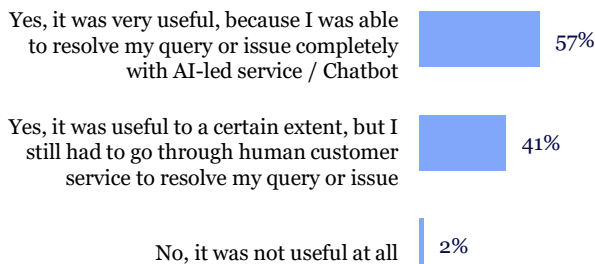 Yes, it was very useful, because I was able
to resolve my query or issue completely
with AI-led service / Chatbot
57%
Yes, it was useful to a certain extent, but I
still had to go through human customer
service to resolve my query or issue
41%
No, it was not useful at all
2%